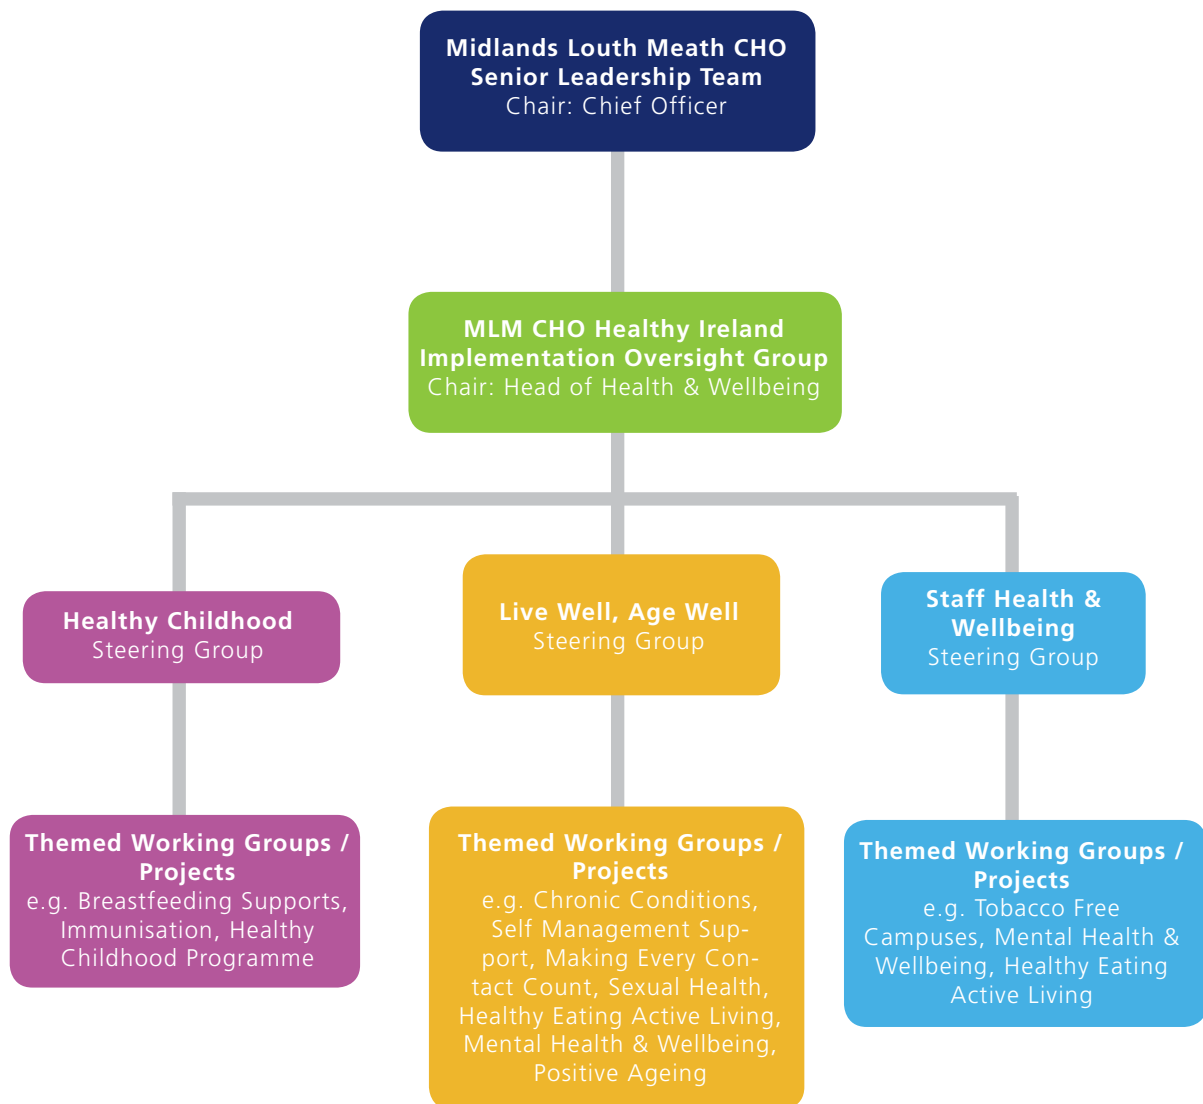 Midlands Louth Meath CHO
Senior Leadership Team
Chair: Chief Officer
MLM CHO Healthy Ireland
Implementation Oversight Group
Chair: Head of Health & Wellbeing
Healthy Childhood
Steering Group
Live Well, Age Well
Steering Group
Staff Health &
Wellbeing
Steering Group
Themed Working Groups /
Projects
e.g. Breastfeeding Supports,
Immunisation, Healthy
Childhood Programme
Themed Working Groups /
Projects
e.g. Chronic Conditions,
Self Management Sup-
port, Making Every Con-
tact Count, Sexual Health,
Healthy Eating Active Living,
Mental Health & Wellbeing,
Positive Ageing
Themed Working Groups /
Projects
e.g. Tobacco Free
Campuses, Mental Health &
Wellbeing, Healthy Eating
Active Living